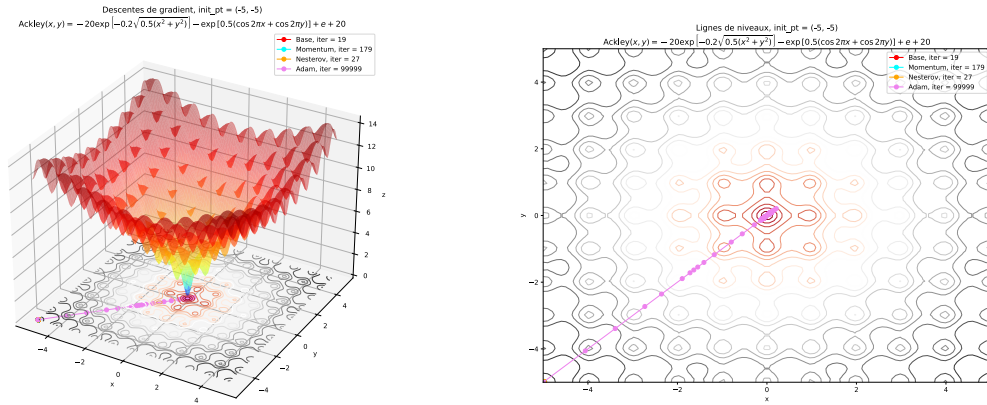 Descentes de gradient, init_pt = (-5, -5)
Ackley(x, y) = −20exp[−0.2√0.5(x² + y²)] − exp[0.5(cos 2πx + cos 2πy)] + e + 20
Base, iter = 19
Momentum, iter = 179
Nesterov, iter = 27
Adam, iter = 99999
14
12
10
8
6
4
2
0
z
−4
−2
0
2
4
x
−4
−2
0
2
4
y
Lignes de niveaux, init_pt = (-5, -5)
Ackley(x, y) = −20exp[−0.2√0.5(x² + y²)] − exp[0.5(cos 2πx + cos 2πy)] + e + 20
Base, iter = 19
Momentum, iter = 179
Nesterov, iter = 27
Adam, iter = 99999
4
2
0
−2
−4
y
−4
−2
0
2
4
x